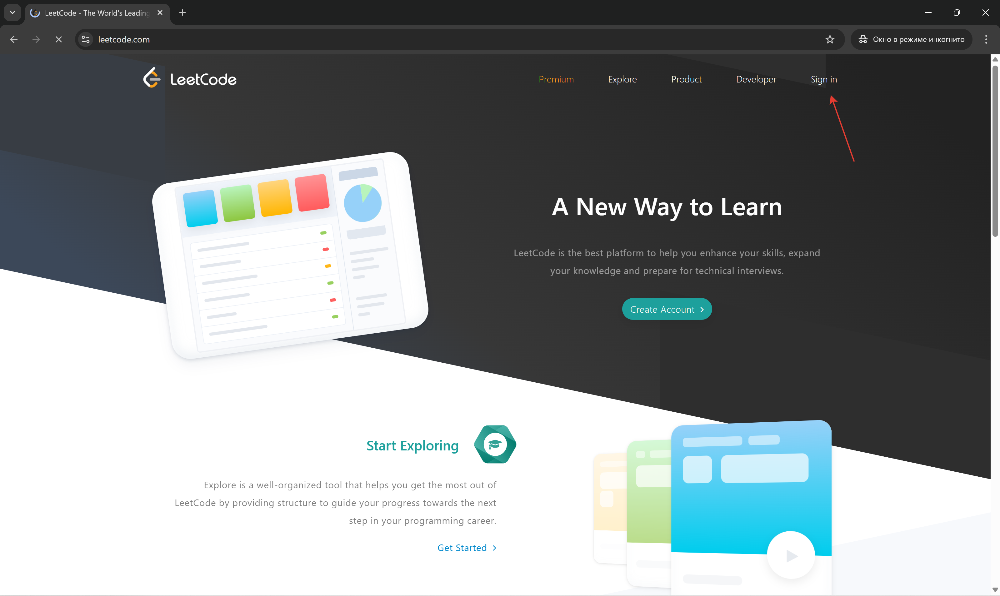 LeetCode - The World's Leading
leetcode.com
Окно в режиме инкогнито
LeetCode
Premium
Explore
Product
Developer
Sign in
A New Way to Learn
LeetCode is the best platform to help you enhance your skills, expand
your knowledge and prepare for technical interviews.
Create Account
Start Exploring
Explore is a well-organized tool that helps you get the most out of
LeetCode by providing structure to guide your progress towards the next
step in your programming career.
Get Started